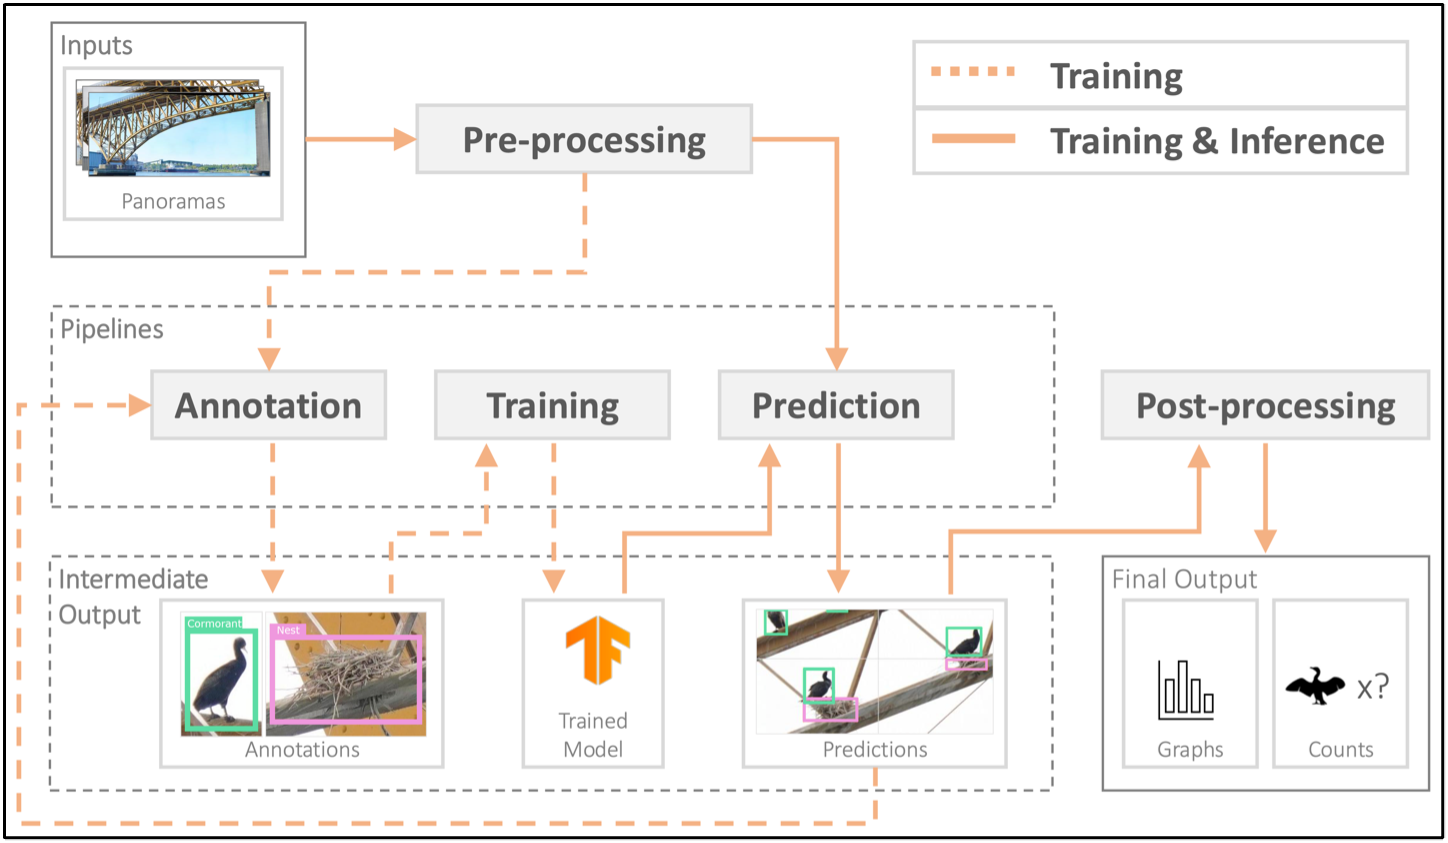 Inputs
Panoramas
Pre-processing
Training
Training & Inference
Pipelines
Annotation
Training
Prediction
Post-processing
Intermediate
Output
Cormorant
Nest
Annotations
TF
Trained
Model
Predictions
Final Output
Graphs
x?
Counts